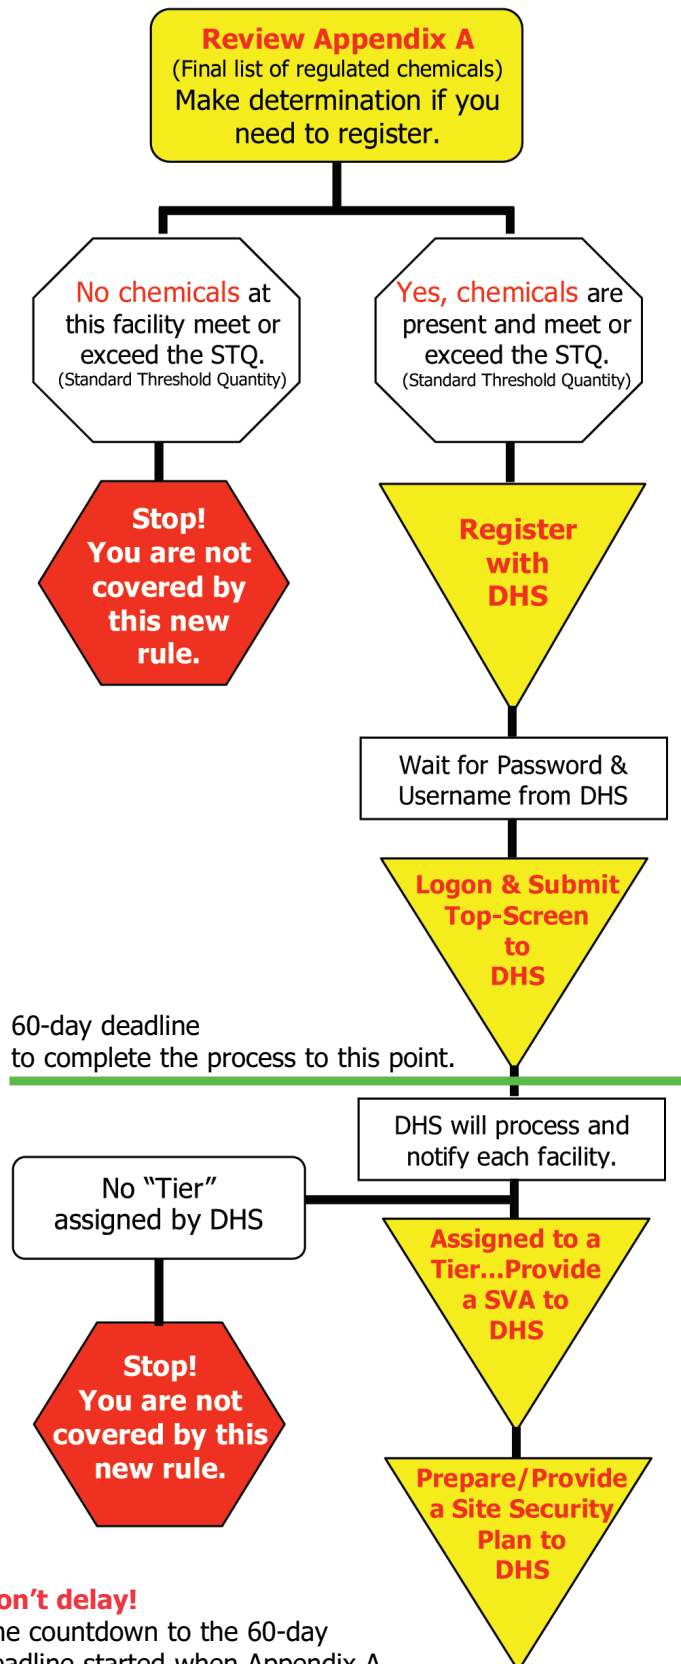 Review Appendix A
(Final list of regulated chemicals)
Make determination if you
need to register.
No chemicals at
this facility meet or
exceed the STQ.
(Standard Threshold Quantity)
Yes, chemicals are
present and meet or
exceed the STQ.
(Standard Threshold Quantity)
Stop!
You are not
covered by
this new
rule.
Register
with
DHS
Wait for Password &
Username from DHS
Logon & Submit
Top-Screen
to
DHS
60-day deadline
to complete the process to this point.
DHS will process and
notify each facility.
No “Tier”
assigned by DHS
Assigned to a
Tier...Provide
a SVA to
DHS
Stop!
You are not
covered by this
new rule.
Prepare/Provide
a Site Security
Plan to
DHS
on’t delay!
he countdown to the 60-day
eadline started when Appendix A